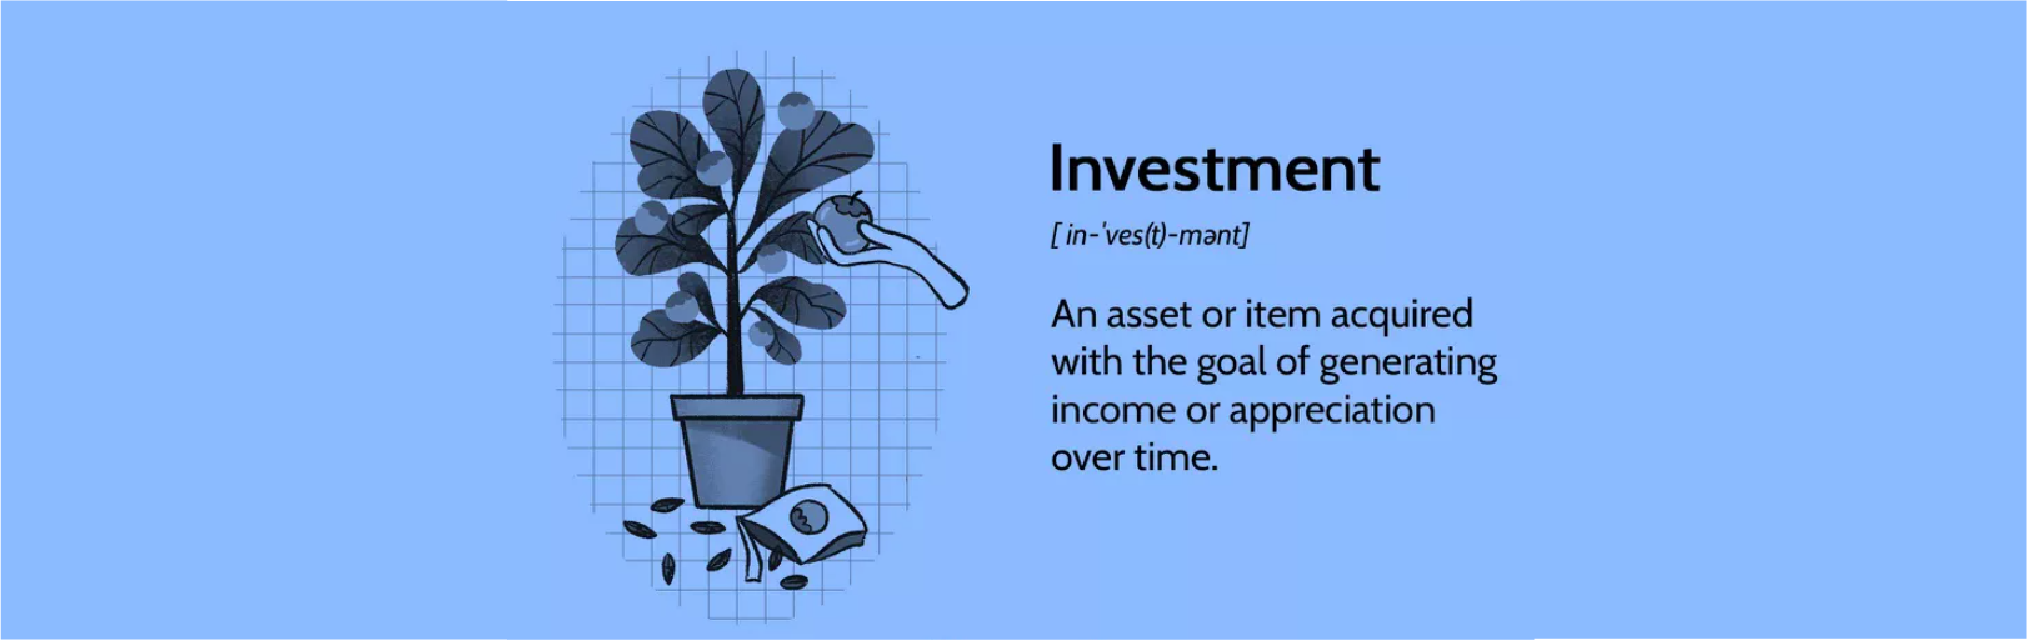 Investment
[ in-ˈves(t)-mənt]
An asset or item acquired
with the goal of generating
income or appreciation
over time.